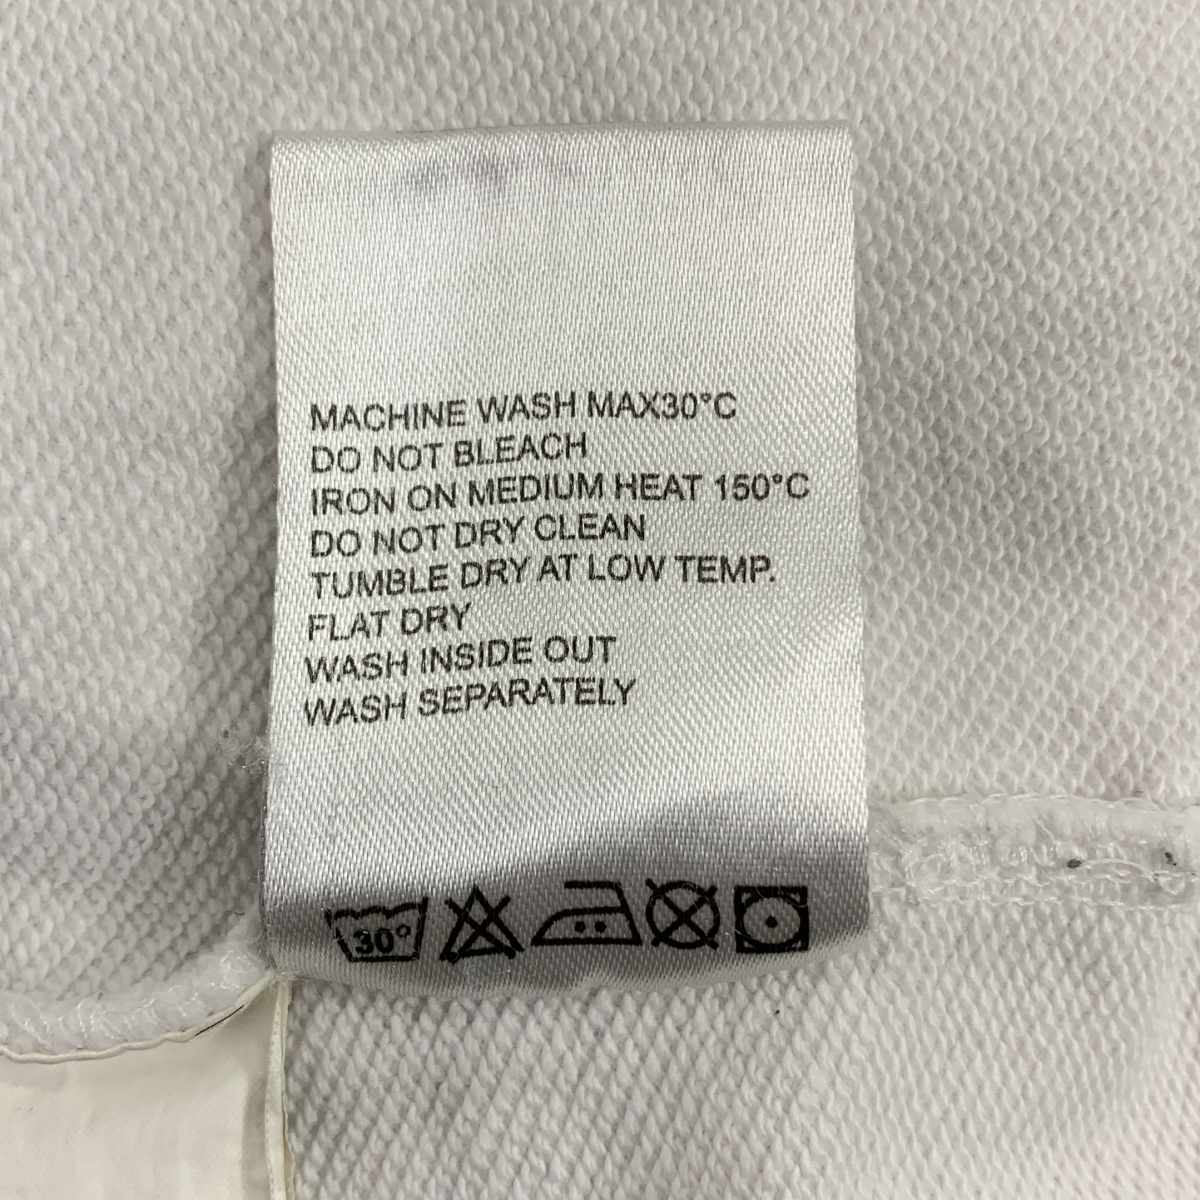 MACHINE WASH MAX30°C
DO NOT BLEACH
IRON ON MEDIUM HEAT 150°C
DO NOT DRY CLEAN
TUMBLE DRY AT LOW TEMP.
FLAT DRY
WASH INSIDE OUT
WASH SEPARATELY
30°